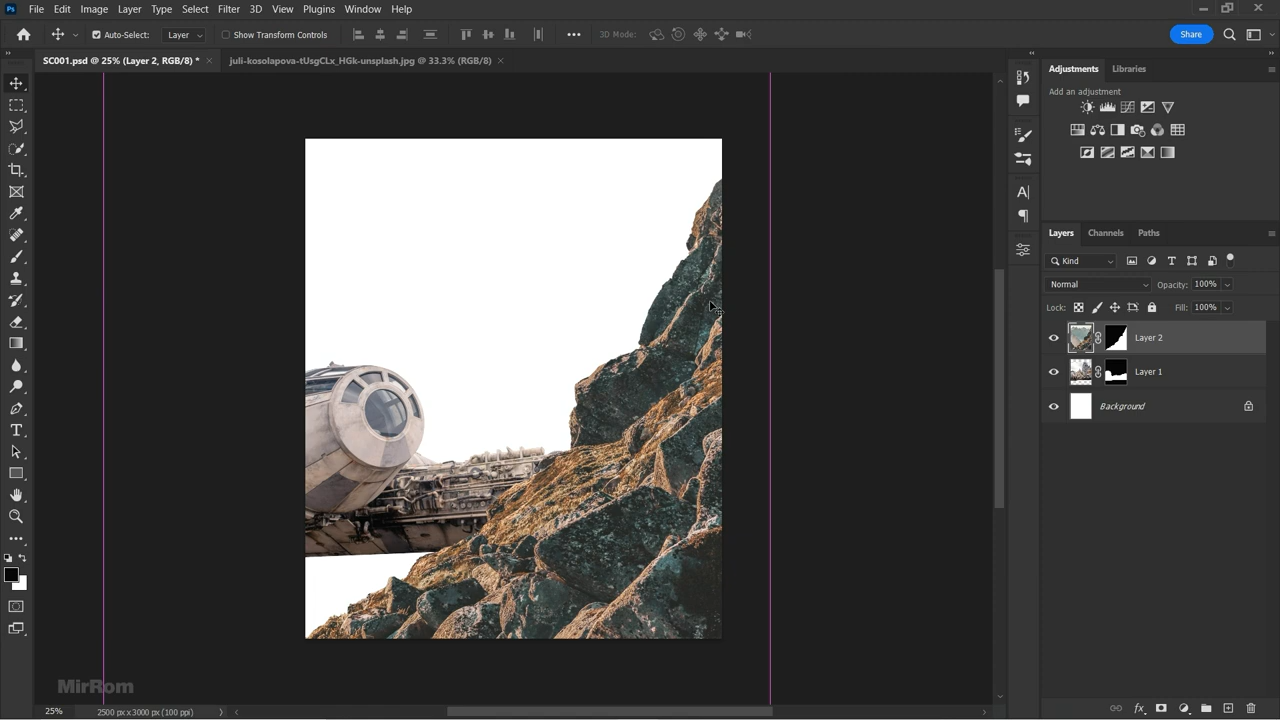 Ps File Edit Image Layer Type Select Filter 3D View Plugins Window Help
Auto-Select: Layer Show Transform Controls 3D Mode: Share
SC001.psd @ 25% (Layer 2, RGB/8) * juli-kosolapova-tUsgCLx_HGk-unsplash.jpg @ 33.3% (RGB/8)
Adjustments Libraries
Add an adjustment
Layers Channels Paths
Kind
Normal Opacity: 100%
Lock: Fill: 100%
Layer 2
Layer 1
Background
MirRom
25% 2500 px x 3000 px (100 ppi)